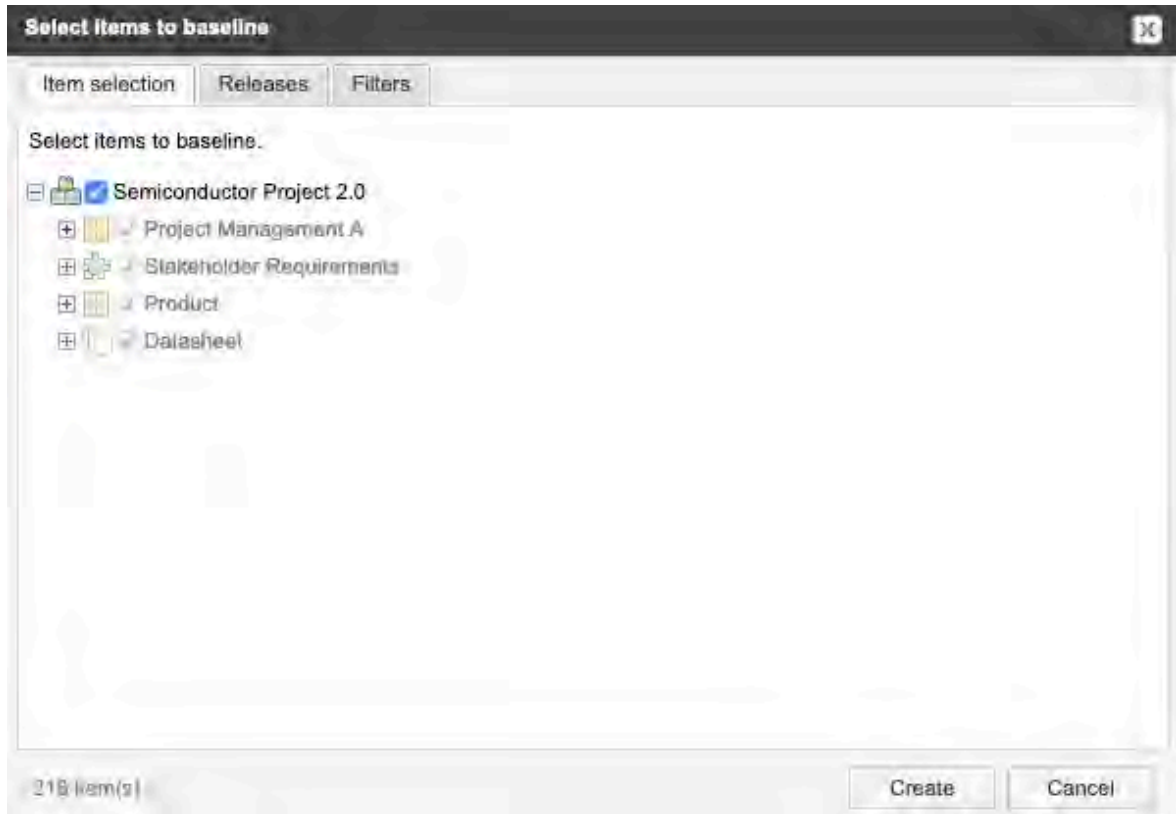 Select items to baseline
Item selection Releases Filters
Select items to baseline.
Semiconductor Project 2.0
Project Management A
Stakeholder Requirements
Product
Datasheet
item(s)
Create Cancel